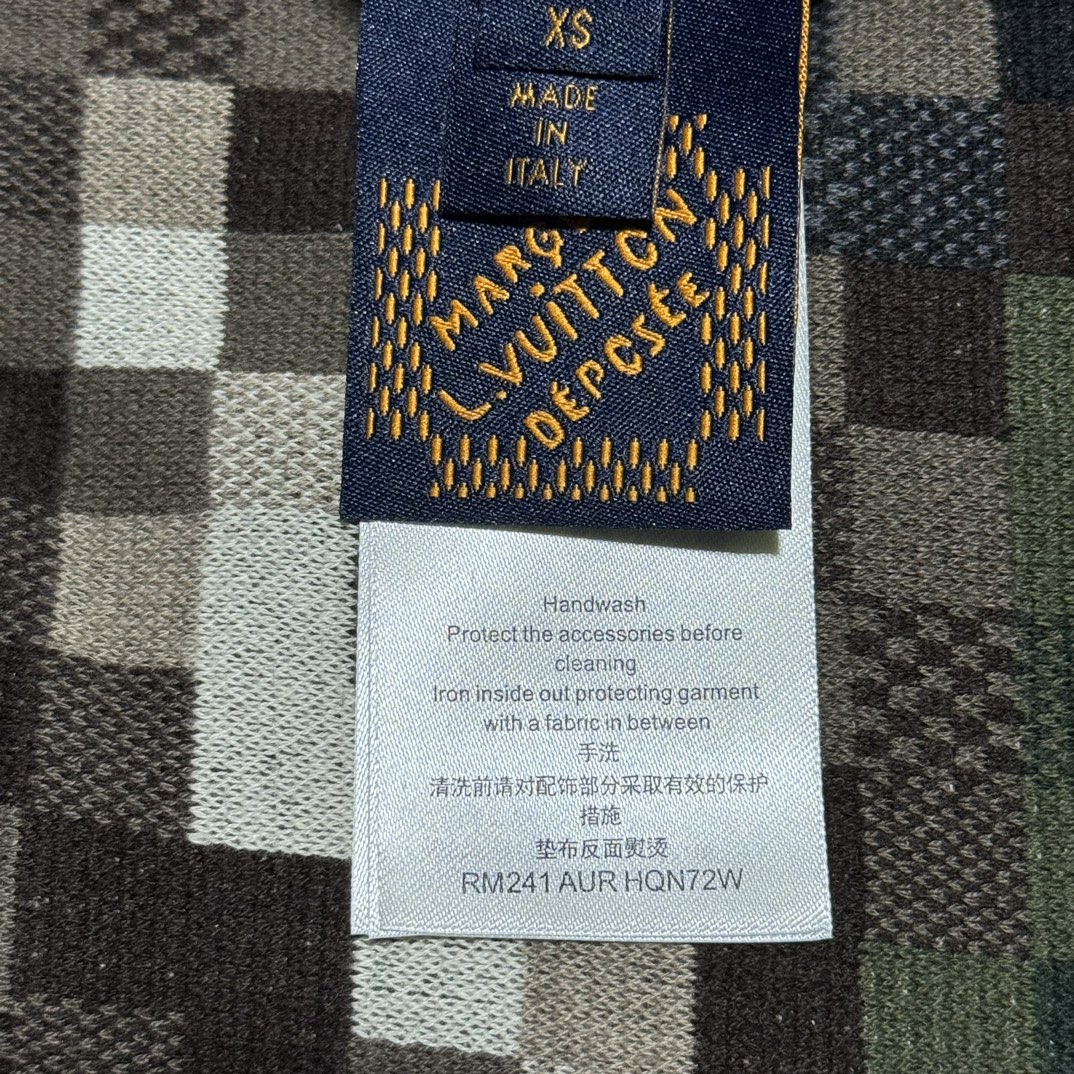 XS
MADE
IN
ITALY
MARQ
L.VUiTTON
DÉPOSÉE
Handwash
Protect the accessories before
cleaning
Iron inside out protecting garment
with a fabric in between
手洗
清洗前请对配饰部分采取有效的保护
措施
垫布反面熨烫
RM241 AUR HQN72W